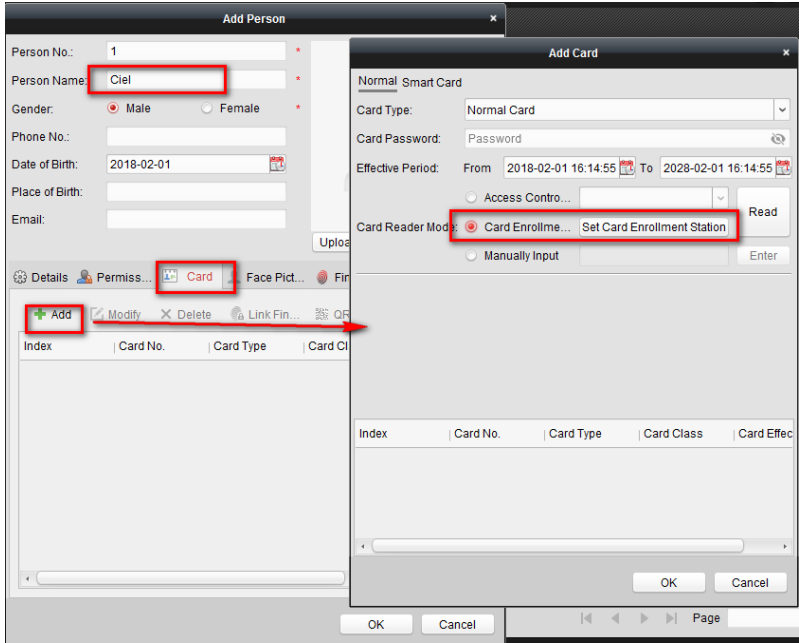 Add Person
×
Person No.: 1 *
Person Name: Ciel *
Gender: Male Female *
Phone No.:
Date of Birth: 2018-02-01
Place of Birth:
Email:
Details Permiss... Card Face Pict...
Add Modify Delete Link Fin... QR
Index Card No. Card Type
OK Cancel
Add Card
×
Normal Smart Card
Card Type: Normal Card
Card Password: Password
Effective Period: From 2018-02-01 16:14:55 To 2028-02-01 16:14:55
Access Contro...
Card Reader Mode: Card Enrollme... Set Card Enrollment Station Read
Manually Input Enter
Index Card No. Card Type Card Class Card Effec
OK Cancel
Page